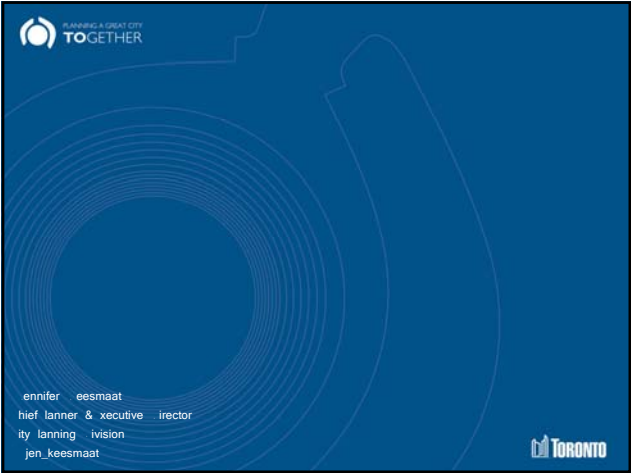 PLANNING A GREAT CITY
TOGETHER
ennifer eesmaat
hief lanner & xecutive irector
ity lanning ivision
jen_keesmaat
TORONTO